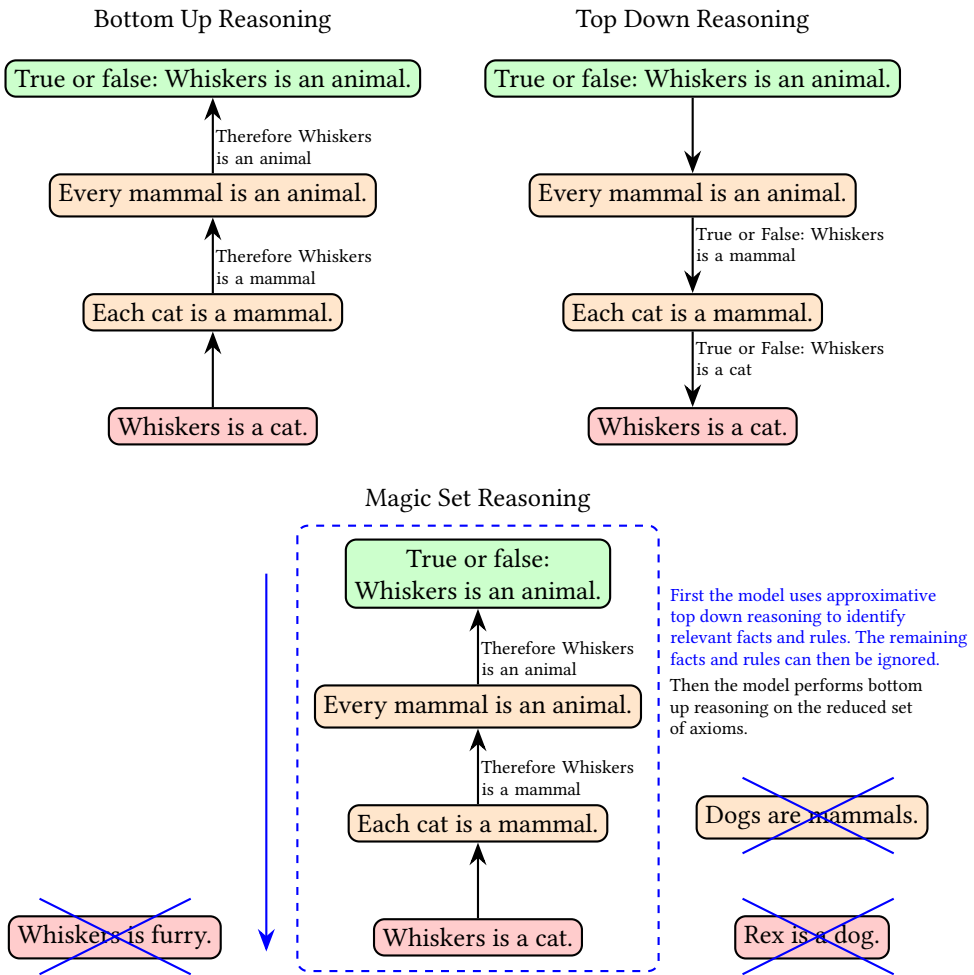 Bottom Up Reasoning
True or false: Whiskers is an animal.
Therefore Whiskers
is an animal
Every mammal is an animal.
Therefore Whiskers
is a mammal
Each cat is a mammal.
Whiskers is a cat.
Top Down Reasoning
True or false: Whiskers is an animal.
Every mammal is an animal.
True or False: Whiskers
is a mammal
Each cat is a mammal.
True or False: Whiskers
is a cat
Whiskers is a cat.
Magic Set Reasoning
True or false:
Whiskers is an animal.
Therefore Whiskers
is an animal
Every mammal is an animal.
Therefore Whiskers
is a mammal
Each cat is a mammal.
Whiskers is a cat.
First the model uses approximative
top down reasoning to identify
relevant facts and rules. The remaining
facts and rules can then be ignored.
Then the model performs bottom
up reasoning on the reduced set
of axioms.
Dogs are mammals.
Whiskers is furry.
Rex is a dog.